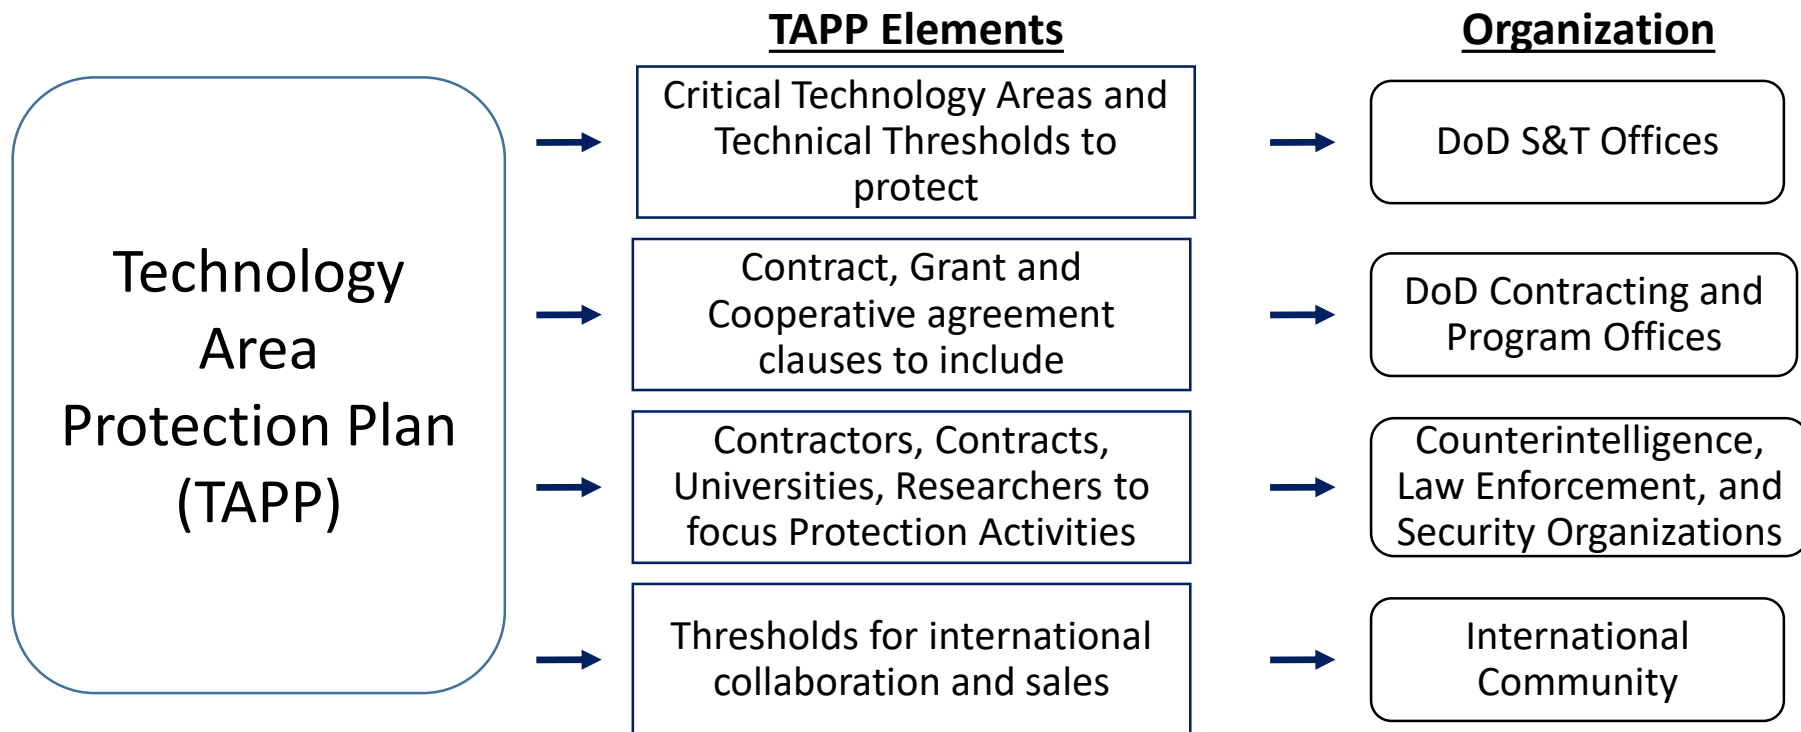 TAPP Elements
Organization
Technology
Area
Protection Plan
(TAPP)
Critical Technology Areas and
Technical Thresholds to
protect
DoD S&T Offices
Contract, Grant and
Cooperative agreement
clauses to include
DoD Contracting and
Program Offices
Contractors, Contracts,
Universities, Researchers to
focus Protection Activities
Counterintelligence,
Law Enforcement, and
Security Organizations
Thresholds for international
collaboration and sales
International
Community